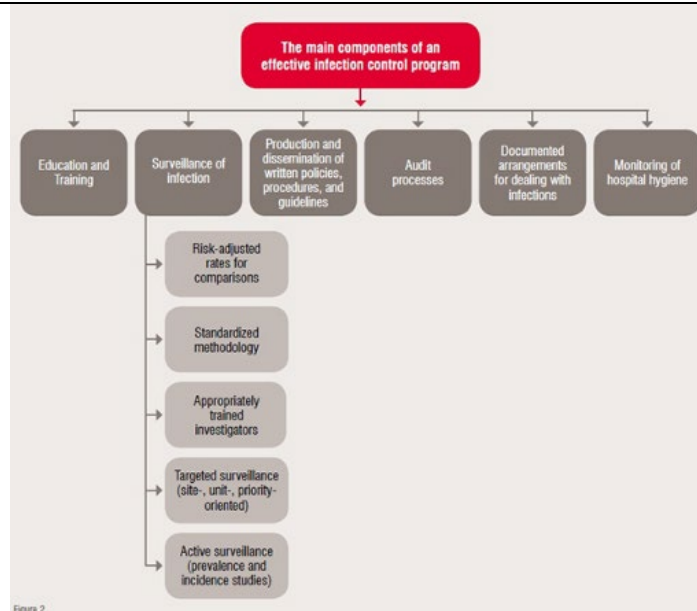 The main components of an
effective infection control program
Education and
Training
Surveillance of
infection
Production and
dissemination of
written policies,
procedures, and
guidelines
Audit
processes
Documented
arrangements
for dealing with
infections
Monitoring of
hospital hygiene
Risk-adjusted
rates for
comparisons
Standardized
methodology
Appropriately
trained
investigators
Targeted surveillance
(site-, unit-, priority-
oriented)
Active surveillance
(prevalence and
incidence studies)
Figure 2